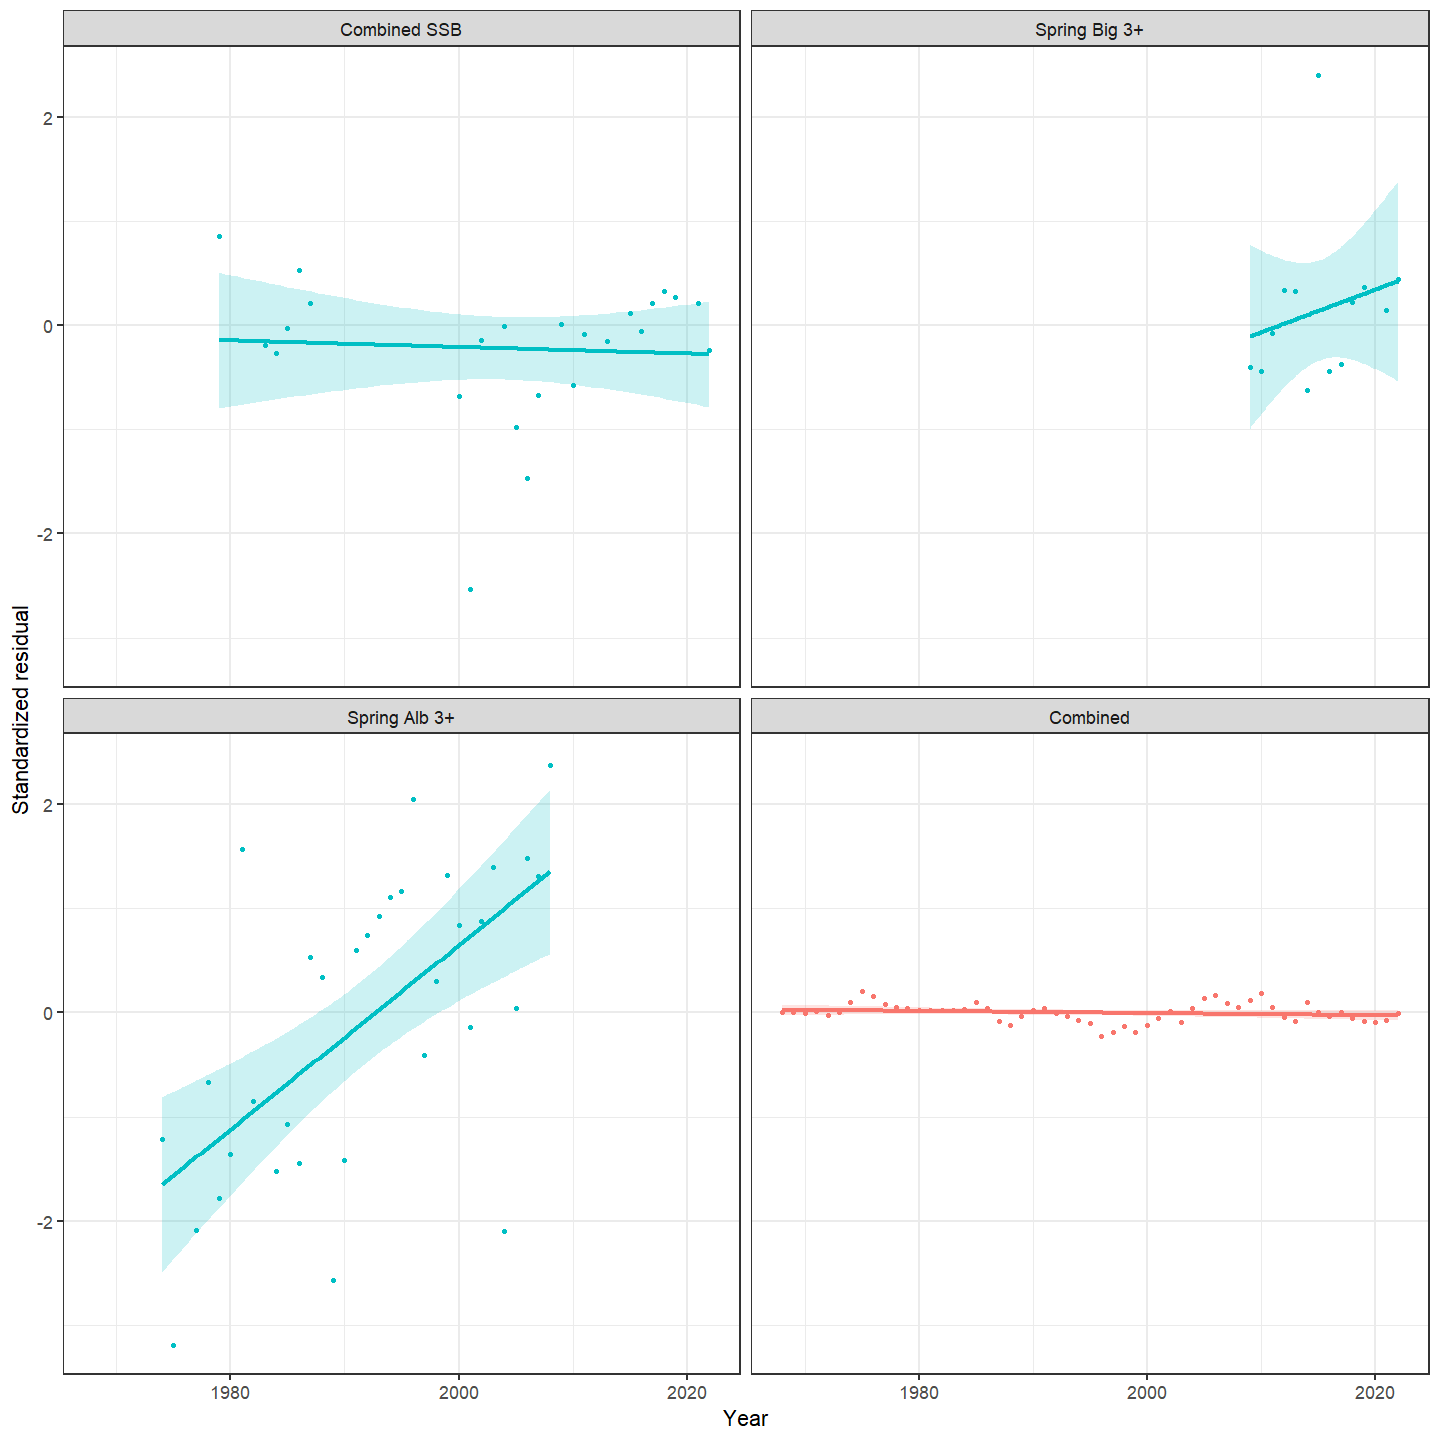 Combined SSB
Spring Big 3+
2
0
-2
Standardized residual
Spring Alb 3+
Combined
2
0
-2
1980
2000
2020
1980
2000
2020
Year